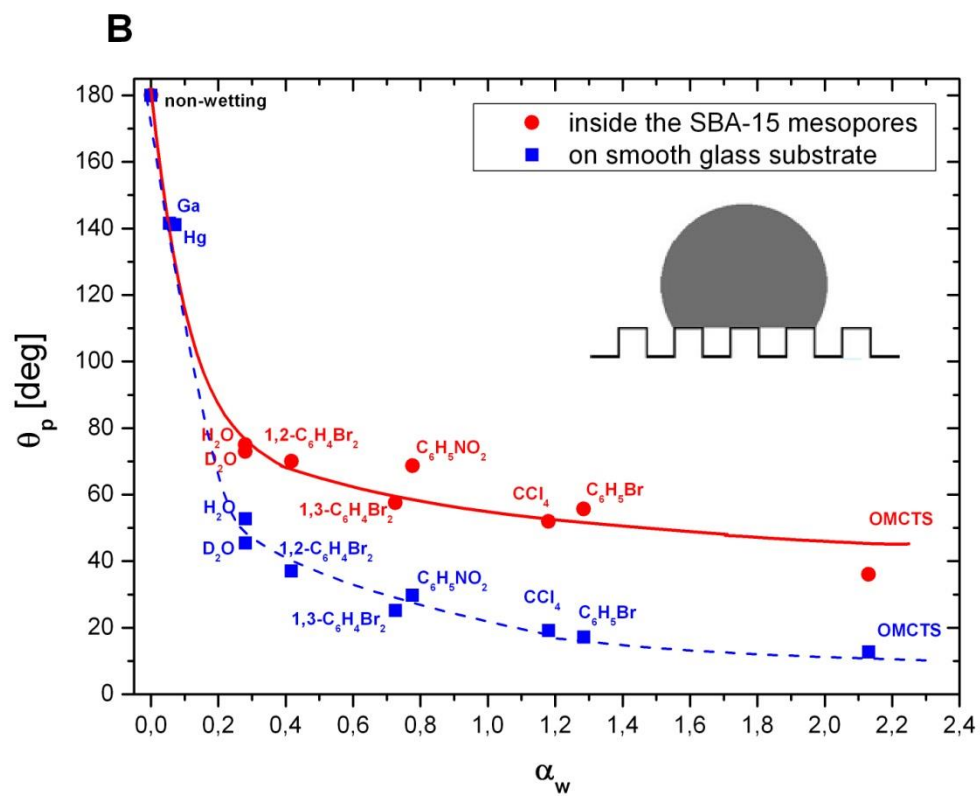 B
inside the SBA-15 mesopores
on smooth glass substrate
non-wetting
Ga
Hg
H₂O
D₂O
1,2-C₆H₄Br₂
C₆H₅NO₂
1,3-C₆H₄Br₂
CCl₄
C₆H₅Br
OMCTS
H₂O
D₂O
1,2-C₆H₄Br₂
C₆H₅NO₂
1,3-C₆H₄Br₂
CCl₄
C₆H₅Br
OMCTS
180
160
140
120
100
80
60
40
20
0
θp [deg]
0,0 0,2 0,4 0,6 0,8 1,0 1,2 1,4 1,6 1,8 2,0 2,2 2,4
αw